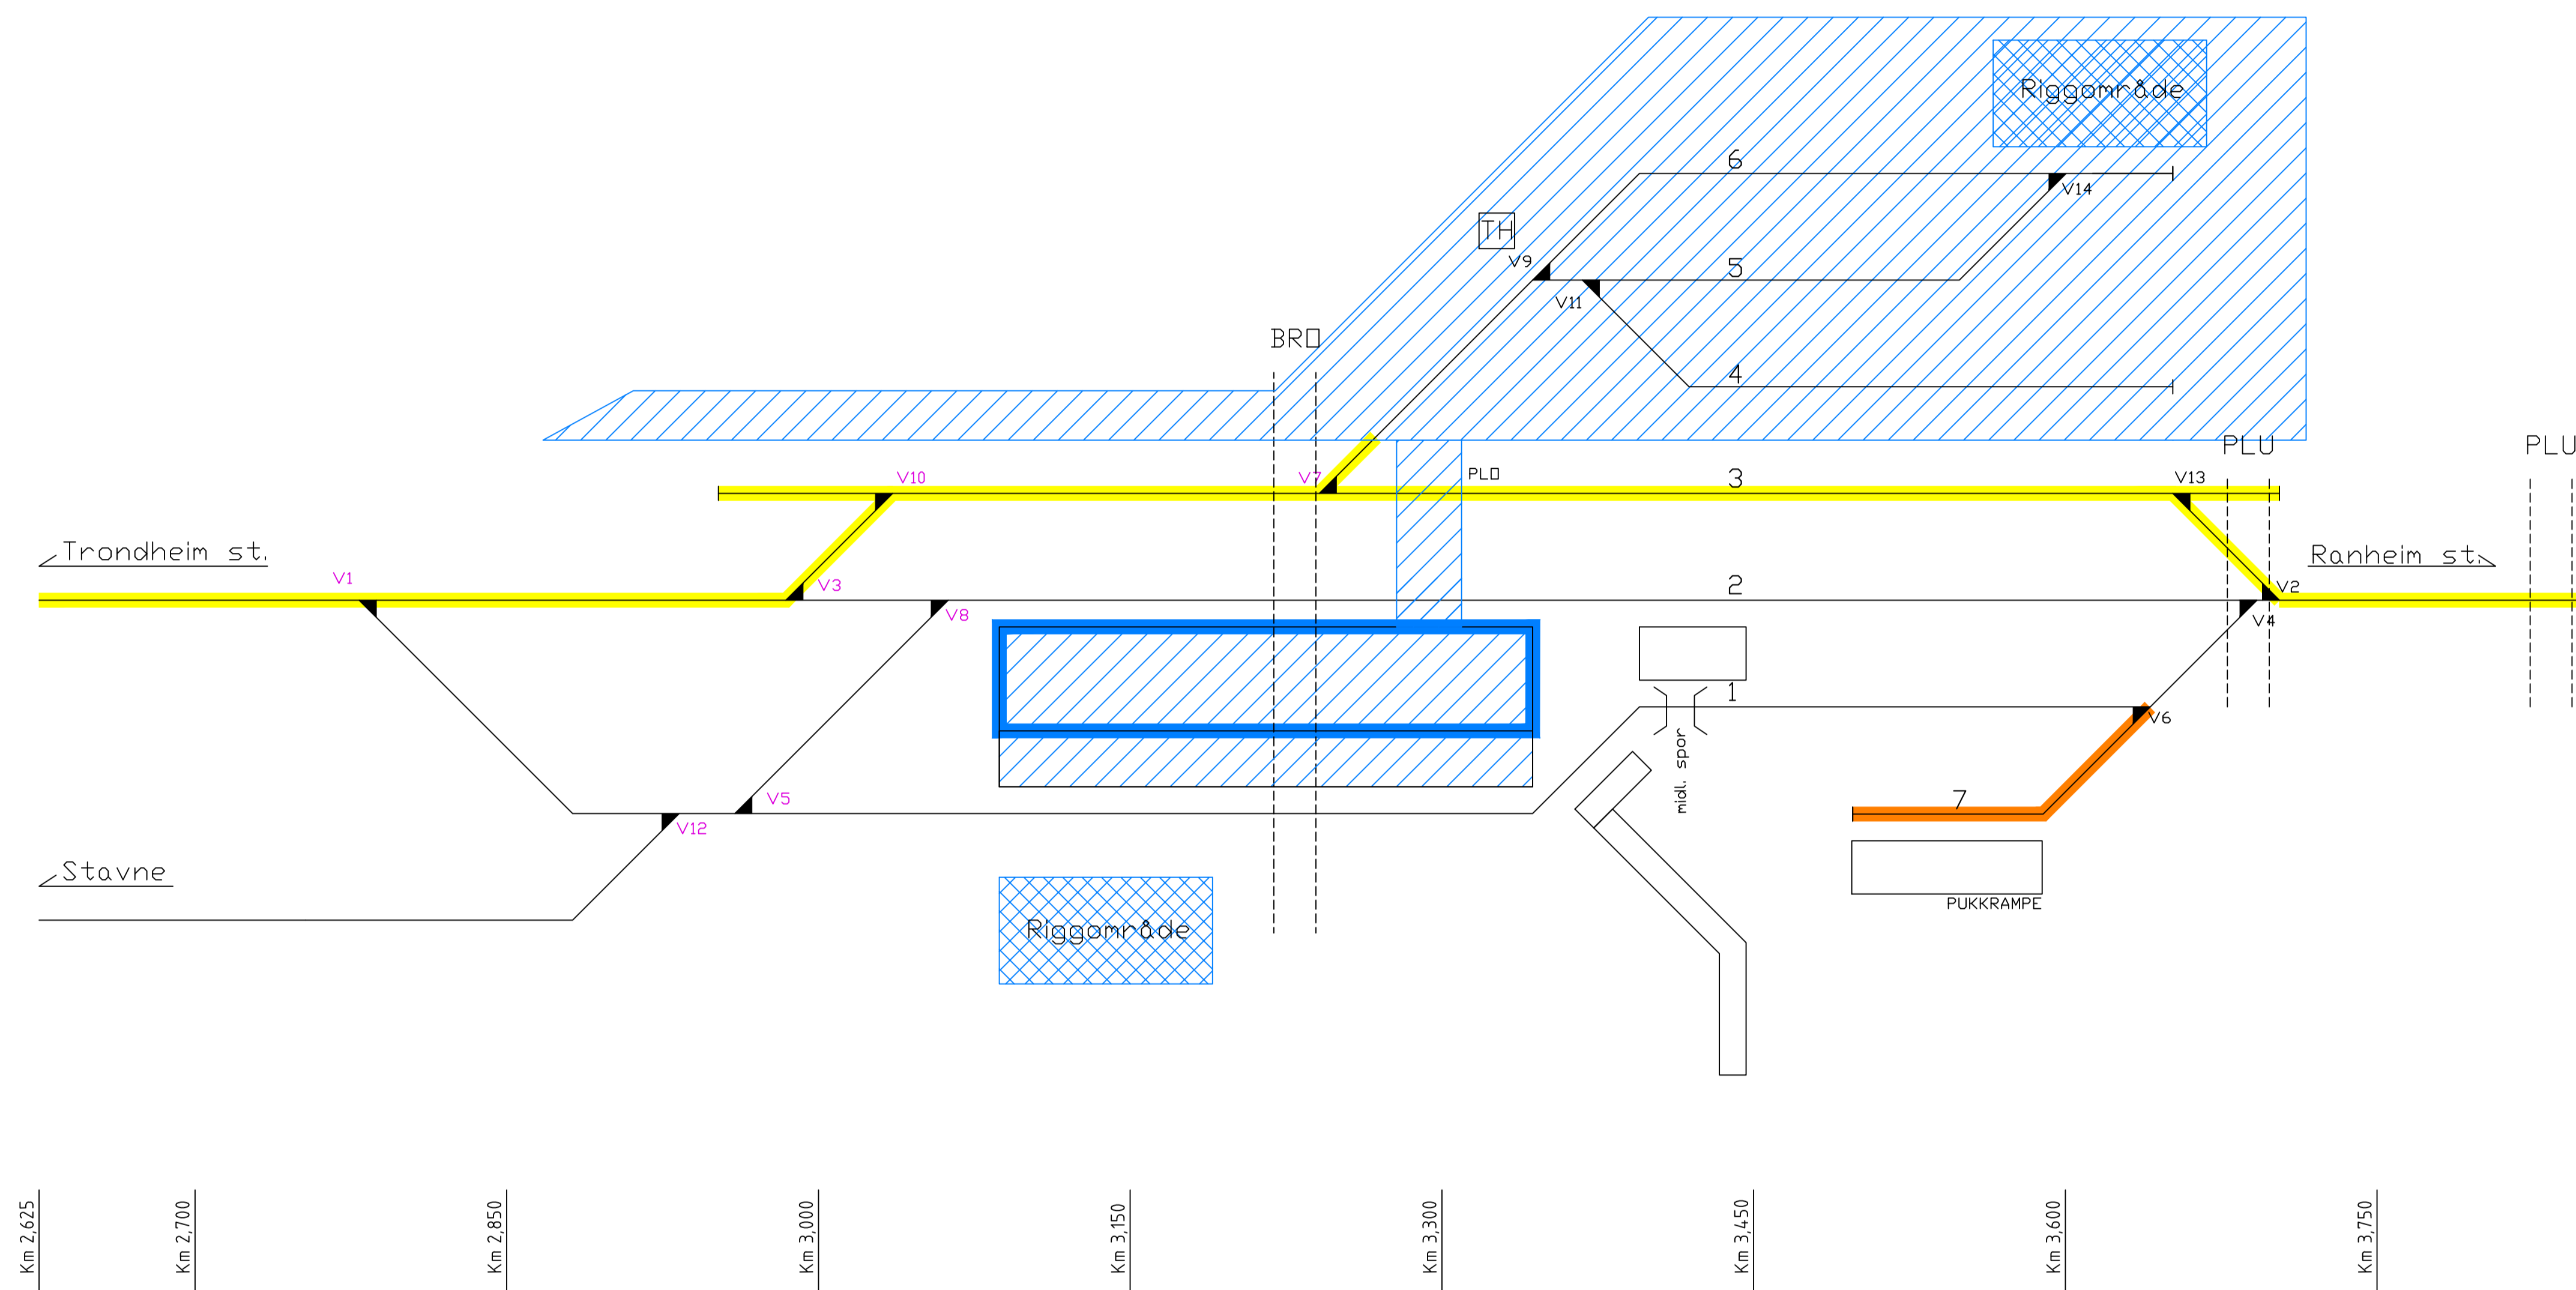 Riggområde
6
V14
TH
V9
5
V11
BRO
4
PLU
PLU
V10
V7
PLO
3
V13
Trondheim st.
Ranheim st.
V1
V3
2
V2
V8
V4
1
V6
midl. spor
V5
7
V12
Stavne
PUKKRAMPE
Riggområde
Km 2,625
Km 2,700
Km 2,850
Km 3,000
Km 3,150
Km 3,300
Km 3,450
Km 3,600
Km 3,750